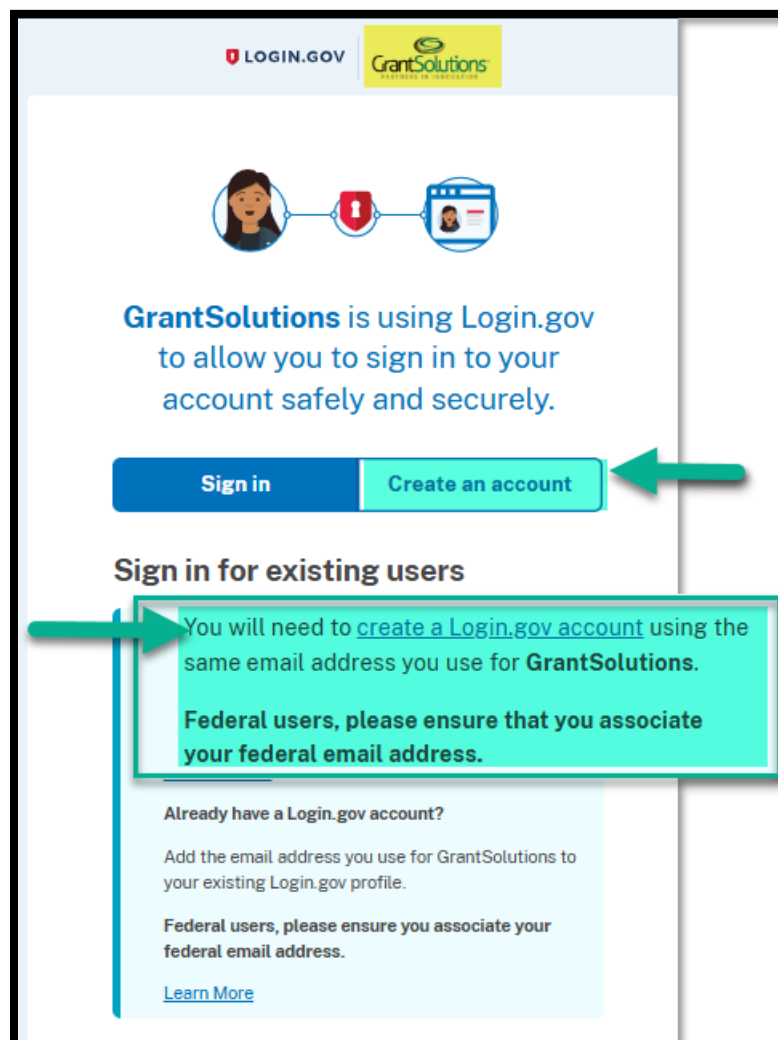 LOGIN.GOV
GrantSolutions
PARTNERS IN INNOVATION
GrantSolutions is using Login.gov
to allow you to sign in to your
account safely and securely.
Sign in
Create an account
Sign in for existing users
You will need to create a Login.gov account using the
same email address you use for GrantSolutions.
Federal users, please ensure that you associate
your federal email address.
Already have a Login.gov account?
Add the email address you use for GrantSolutions to
your existing Login.gov profile.
Federal users, please ensure you associate your
federal email address.
Learn More